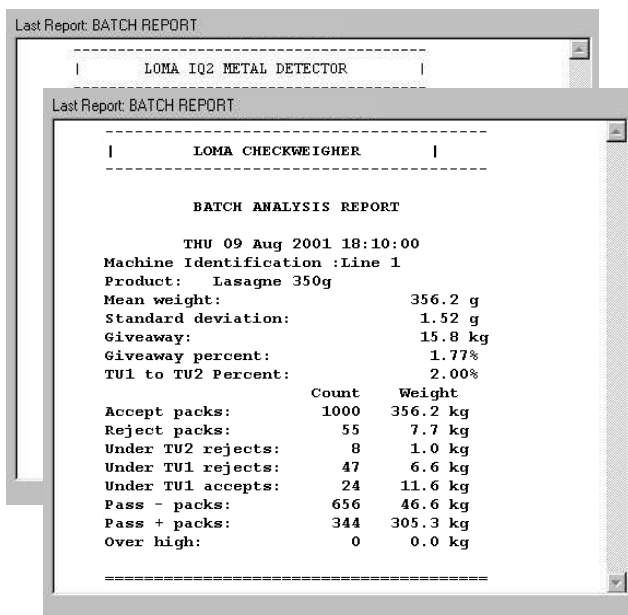 Last Report: BATCH REPORT
----------------------------------------
| LOMA IQ2 METAL DETECTOR |
----------------------------------------
Last Report: BATCH REPORT
---------------------------------------
| LOMA CHECKWEIGHER |
---------------------------------------
BATCH ANALYSIS REPORT
THU 09 Aug 2001 18:10:00
Machine Identification :Line 1
Product: Lasagne 350g
Mean weight: 356.2 g
Standard deviation: 1.52 g
Giveaway: 15.8 kg
Giveaway percent: 1.77%
TU1 to TU2 Percent: 2.00%
Count Weight
Accept packs: 1000 356.2 kg
Reject packs: 55 7.7 kg
Under TU2 rejects: 8 1.0 kg
Under TU1 rejects: 47 6.6 kg
Under TU1 accepts: 24 11.6 kg
Pass - packs: 656 46.6 kg
Pass + packs: 344 305.3 kg
Over high: 0 0.0 kg
=======================================